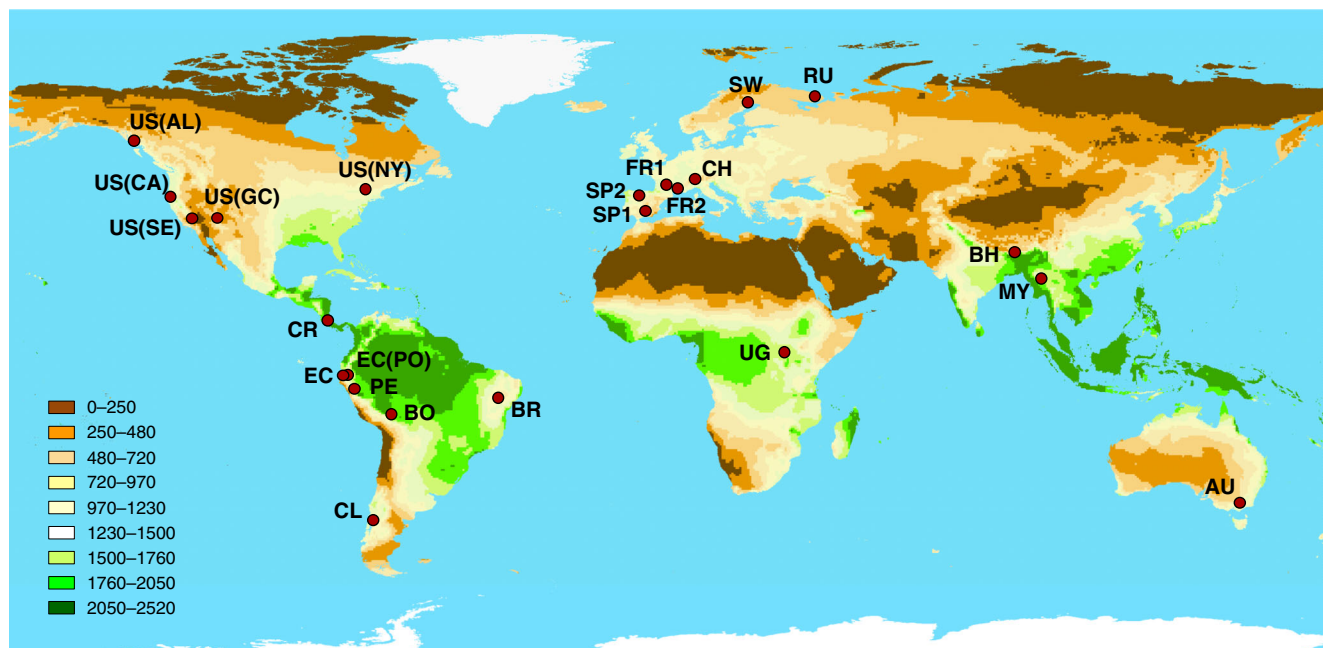 SW
RU
US(AL)
US(NY)
US(CA)
US(GC)
US(SE)
FR1
CH
SP2
FR2
SP1
BH
MY
CR
UG
EC(PO)
EC
PE
BO
BR
AU
CL
0–250
250–480
480–720
720–970
970–1230
1230–1500
1500–1760
1760–2050
2050–2520